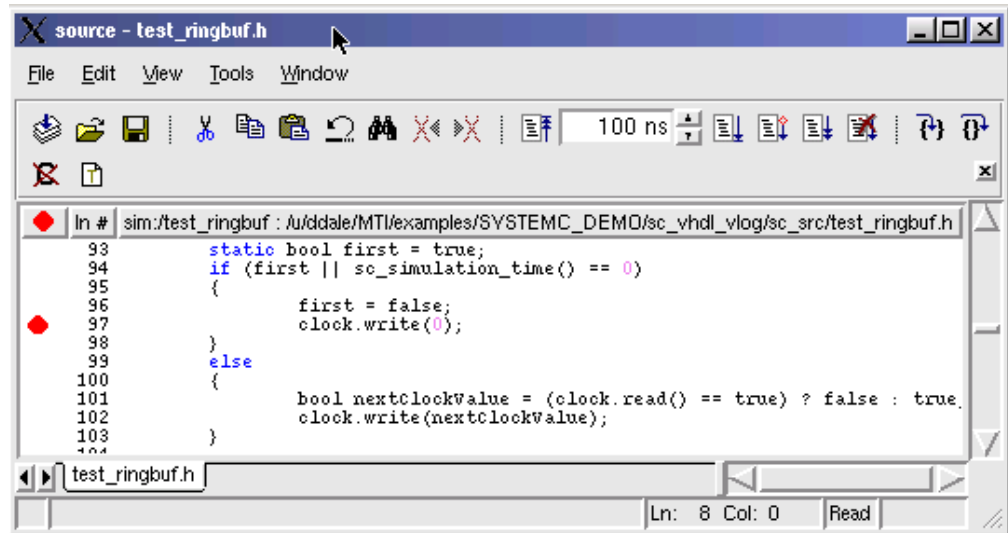 source - test_ringbuf.h
File Edit View Tools Window
100 ns
ln # sim:/test_ringbuf : /u/ddale/MTI/examples/SYSTEMC_DEMO/sc_vhdl_vlog/sc_src/test_ringbuf.h
93 static bool first = true;
94 if (first || sc_simulation_time() == 0)
95 {
96 first = false;
97 clock.write(0);
98 }
99 else
100 {
101 bool nextClockValue = (clock.read() == true) ? false : true
102 clock.write(nextClockValue);
103 }
test_ringbuf.h
Ln: 8 Col: 0 Read